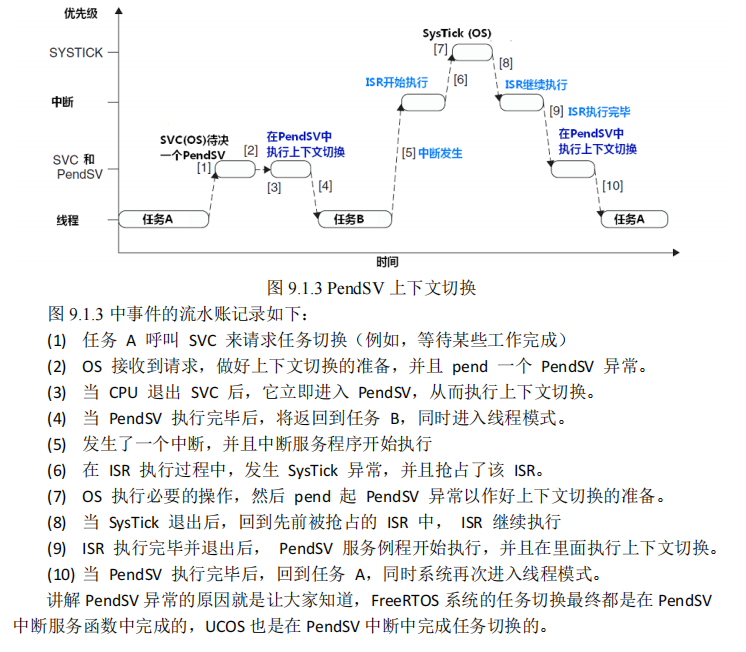 优先级
SysTick (OS)
SYSTICK
[7]
[8]
ISR开始执行
[6]
ISR继续执行
中断
[9] ISR执行完毕
SVC(OS)待决
一个PendSV
在PendSV中
执行上下文切换
在PendSV中
执行上下文切换
[2]
[5]中断发生
SVC 和
PendSV
[1]
[3]
[4]
[10]
线程
任务A
任务B
任务A
时间
图 9.1.3 PendSV 上下文切换
图 9.1.3 中事件的流水账记录如下：
(1) 任务 A 呼叫 SVC 来请求任务切换（例如，等待某些工作完成）
(2) OS 接收到请求，做好上下文切换的准备，并且 pend 一个 PendSV 异常。
(3) 当 CPU 退出 SVC 后，它立即进入 PendSV，从而执行上下文切换。
(4) 当 PendSV 执行完毕后，将返回到任务 B，同时进入线程模式。
(5) 发生了一个中断，并且中断服务程序开始执行
(6) 在 ISR 执行过程中，发生 SysTick 异常，并且抢占了该 ISR。
(7) OS 执行必要的操作，然后 pend 起 PendSV 异常以作好上下文切换的准备。
(8) 当 SysTick 退出后，回到先前被抢占的 ISR 中， ISR 继续执行
(9) ISR 执行完毕并退出后， PendSV 服务例程开始执行，并且在里面执行上下文切换。
(10) 当 PendSV 执行完毕后，回到任务 A，同时系统再次进入线程模式。
讲解 PendSV 异常的原因就是让大家知道，FreeRTOS 系统的任务切换最终都是在 PendSV
中断服务函数中完成的，UCOS 也是在 PendSV 中断中完成任务切换的。